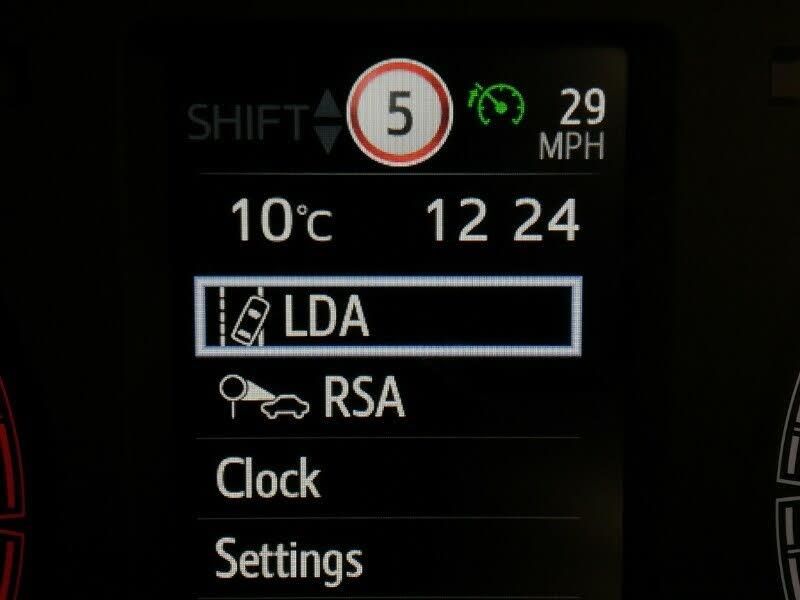 SHIFT 5 29
MPH
10°C 12 24
LDA
RSA
Clock
Settings